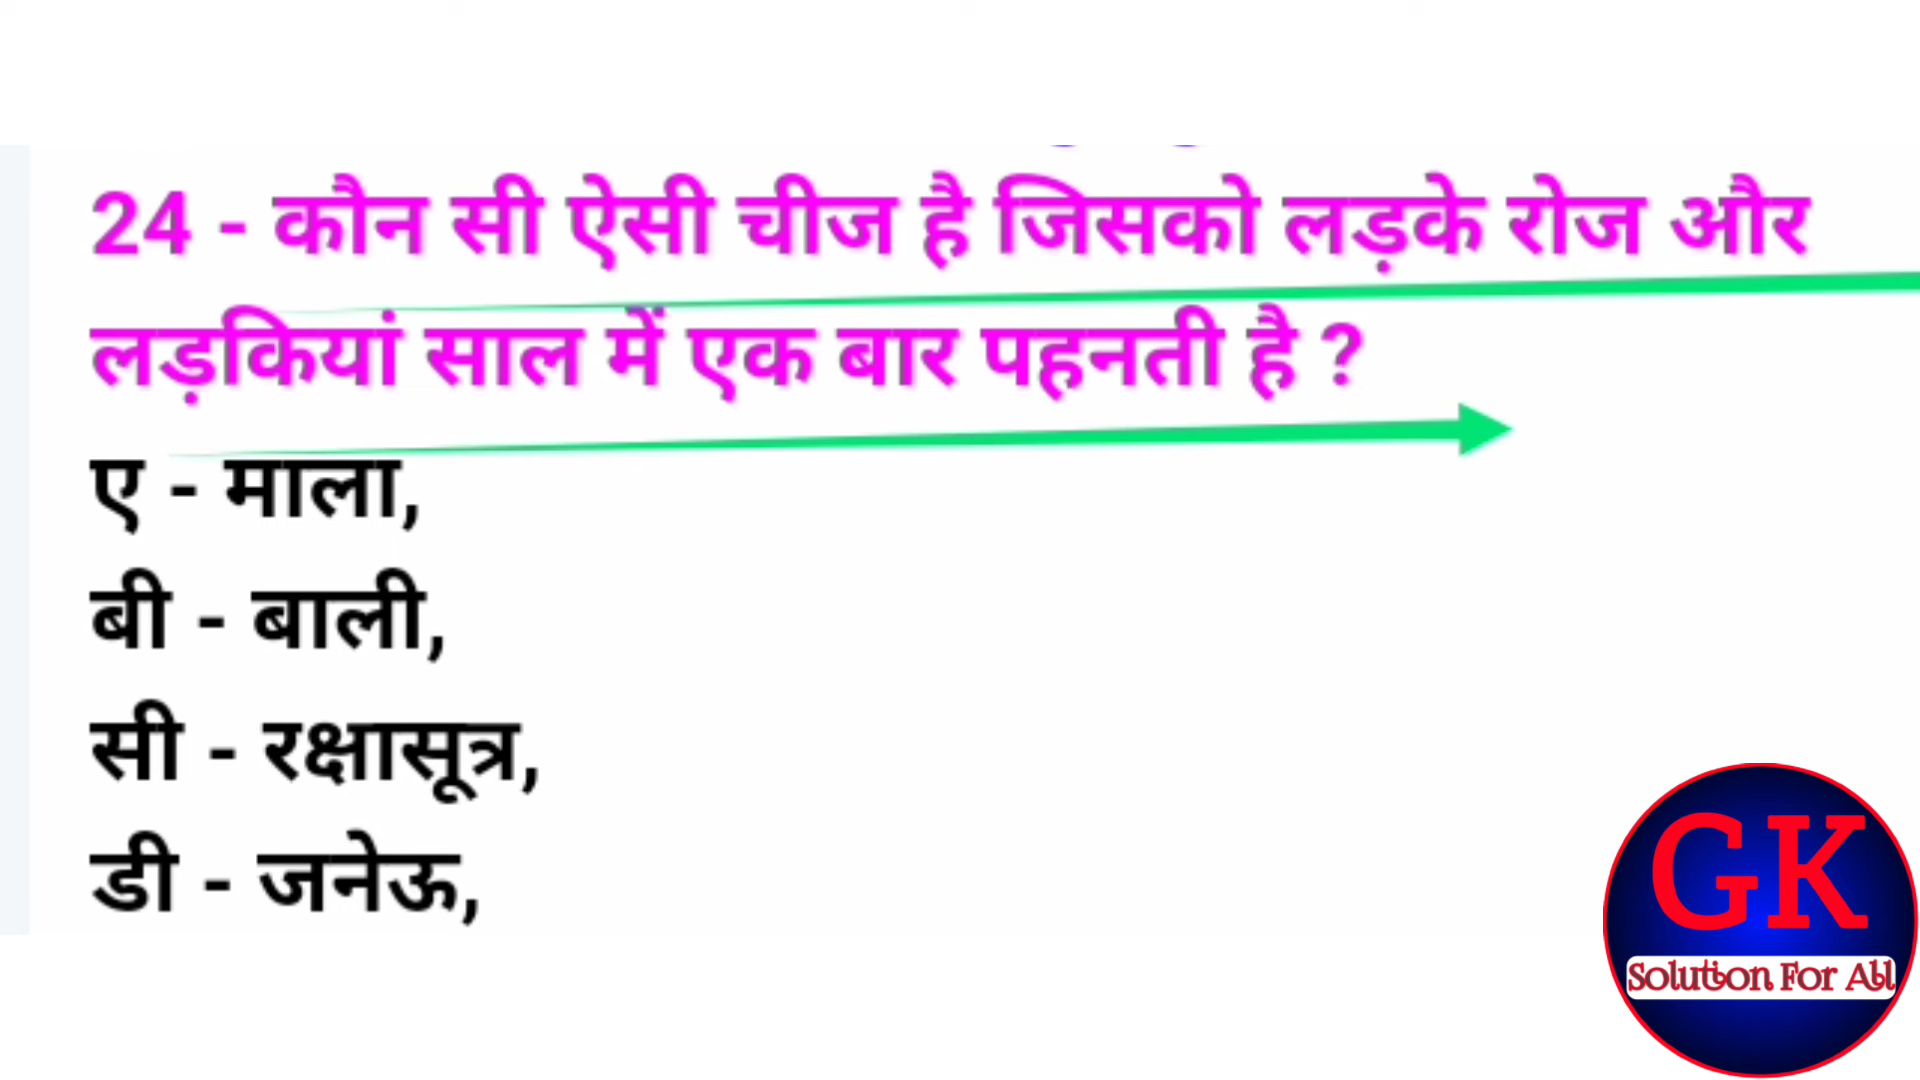 24 - कौन सी ऐसी चीज है जिसको लड़के रोज और
लड़कियां साल में एक बार पहनती है ?
ए - माला,
बी - बाली,
सी - रक्षासूत्र,
डी - जनेऊ,
GK
Solution For All